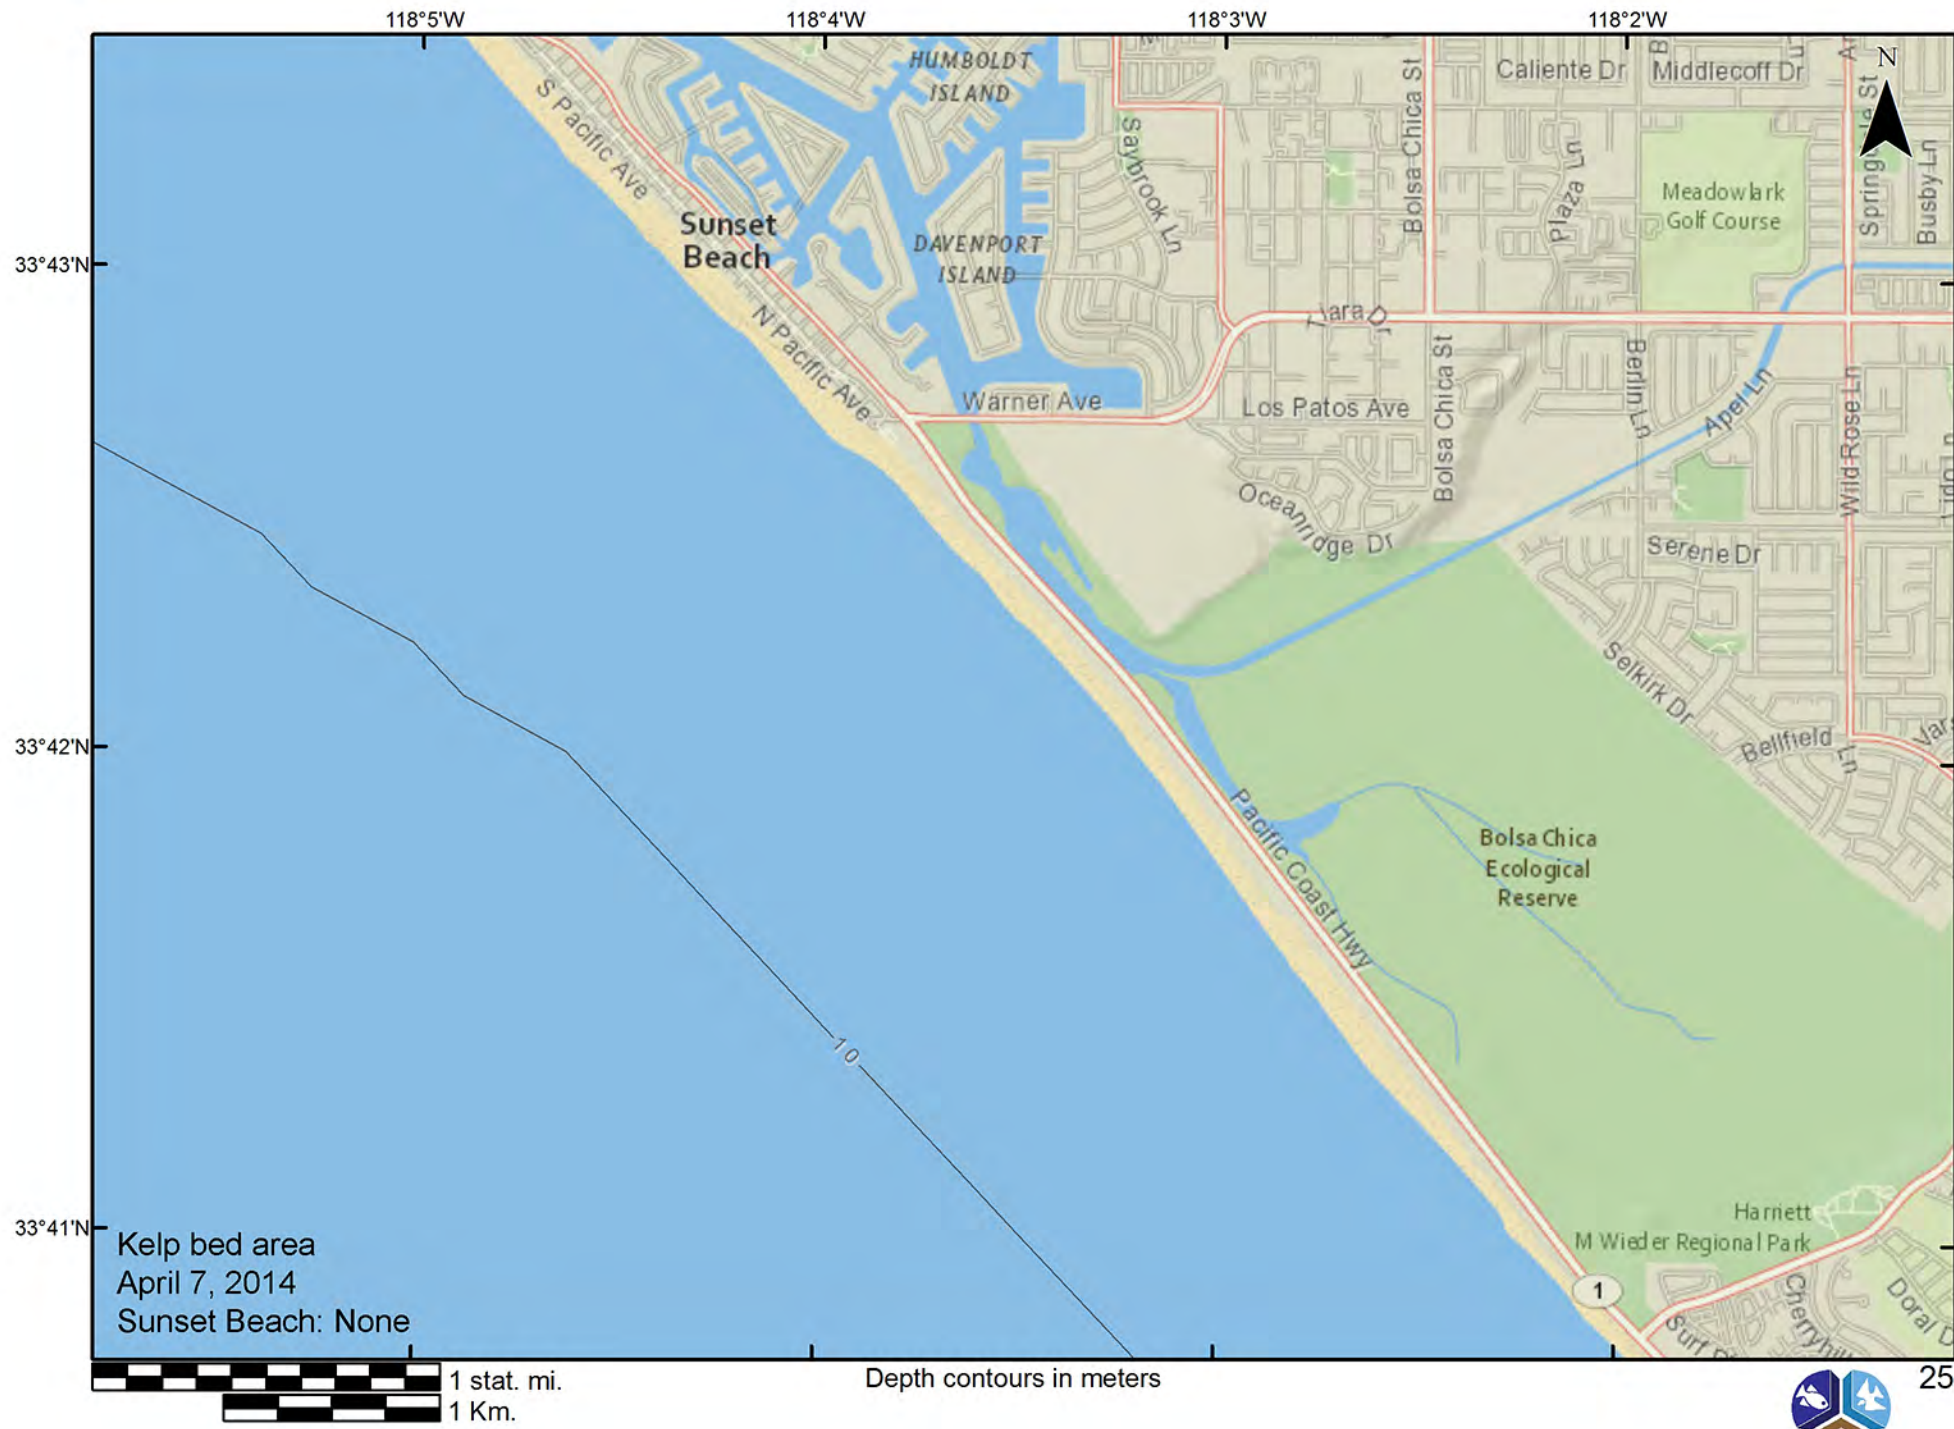 118°5'W
118°4'W
118°3'W
118°2'W
33°43'N
33°42'N
33°41'N
HUMBOLDT
ISLAND
S Pacific Ave
Sunset
Beach
DAVENPORT
ISLAND
N Pacific Ave
Saybrook Ln
Bolsa Chica St
Caliente Dr
Middlecoff Dr
Plaza Ln
Meadowlark
Golf Course
Busby Ln
N
Tiara Dr
Warner Ave
Los Patos Ave
Bolsa Chica St
Berlin Ln
Apel Ln
Wild Rose Ln
Oceanridge Dr
Serene Dr
Selkirk Dr
Bellfield Ln
Pacific Coast Hwy
Bolsa Chica
Ecological
Reserve
10
Harriett
M Wieder Regional Park
1
Kelp bed area
April 7, 2014
Sunset Beach: None
1 stat. mi.
1 Km.
Depth contours in meters
25